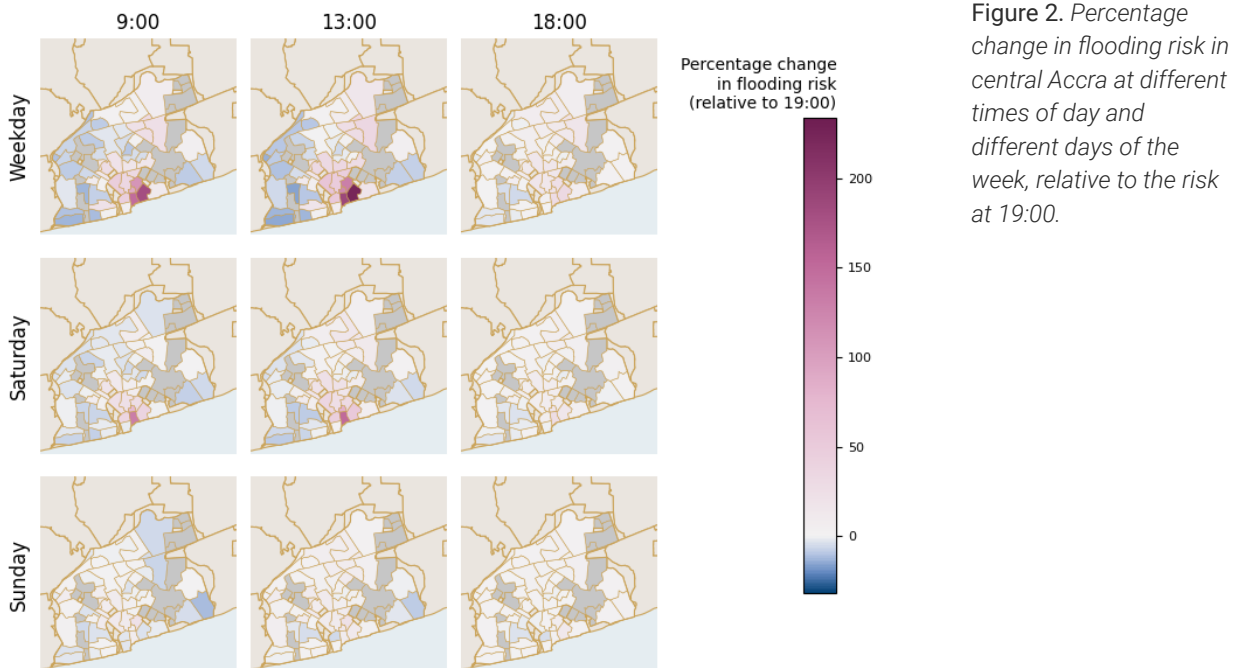 9:00
13:00
18:00
Weekday
Saturday
Sunday
Percentage change
in flooding risk
(relative to 19:00)
200
150
100
50
0
Figure 2. Percentage
change in flooding risk in
central Accra at different
times of day and
different days of the
week, relative to the risk
at 19:00.